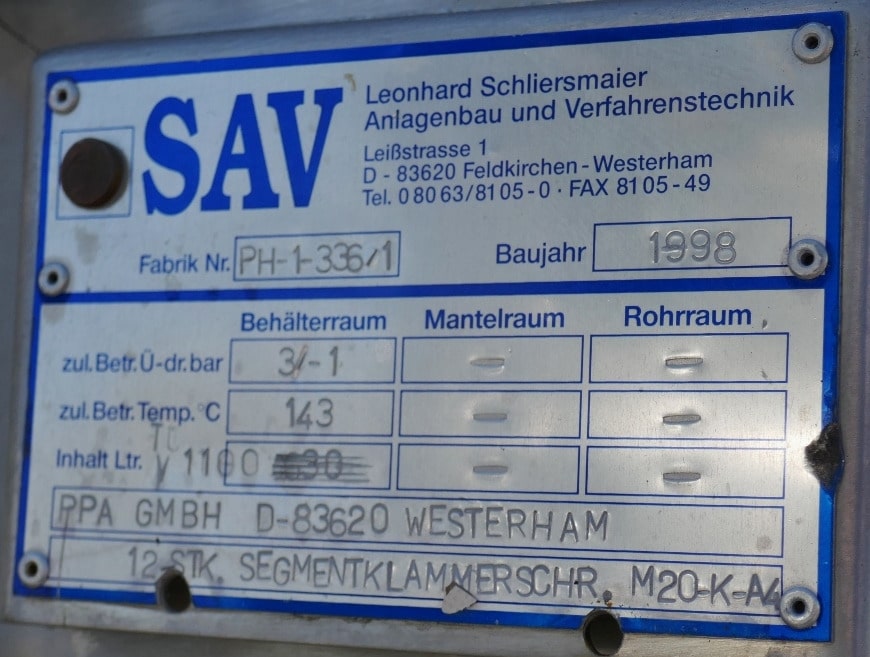 SAV
Leonhard Schliersmaier
Anlagenbau und Verfahrenstechnik
Leißstrasse 1
D - 83620 Feldkirchen - Westerham
Tel. 0 80 63/81 05 - 0 · FAX 81 05 - 49
Fabrik Nr. PH-1-336/1 Baujahr 1998
Behälterraum Mantelraum Rohrraum
zul. Betr. Ü-dr. bar 3/-1 - -
zul. Betr. Temp. °C 143 - -
Inhalt Ltr. 1100 - -
PPA GMBH D-83620 WESTERHAM
12 STK. SEGMENTKLAMMERSCHR. M20-K-A4